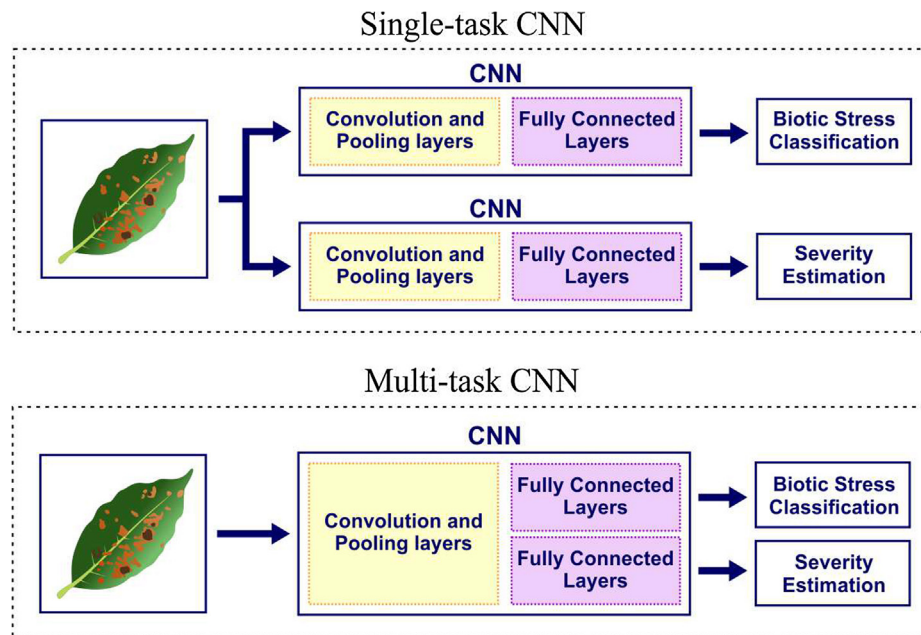 Single-task CNN
CNN
Convolution and
Pooling layers
Fully Connected
Layers
Biotic Stress
Classification
CNN
Convolution and
Pooling layers
Fully Connected
Layers
Severity
Estimation
Multi-task CNN
CNN
Convolution and
Pooling layers
Fully Connected
Layers
Biotic Stress
Classification
Fully Connected
Layers
Severity
Estimation